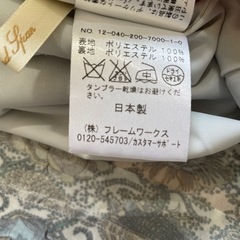 NO. 12-040-200-7000-1-0
表地 ポリエステル 100%
裏地 ポリエステル 100%
ドライ
タンブラー乾燥はお避けください。
日本製
(株) フレームワークス
0120-545703/カスタマーサポート